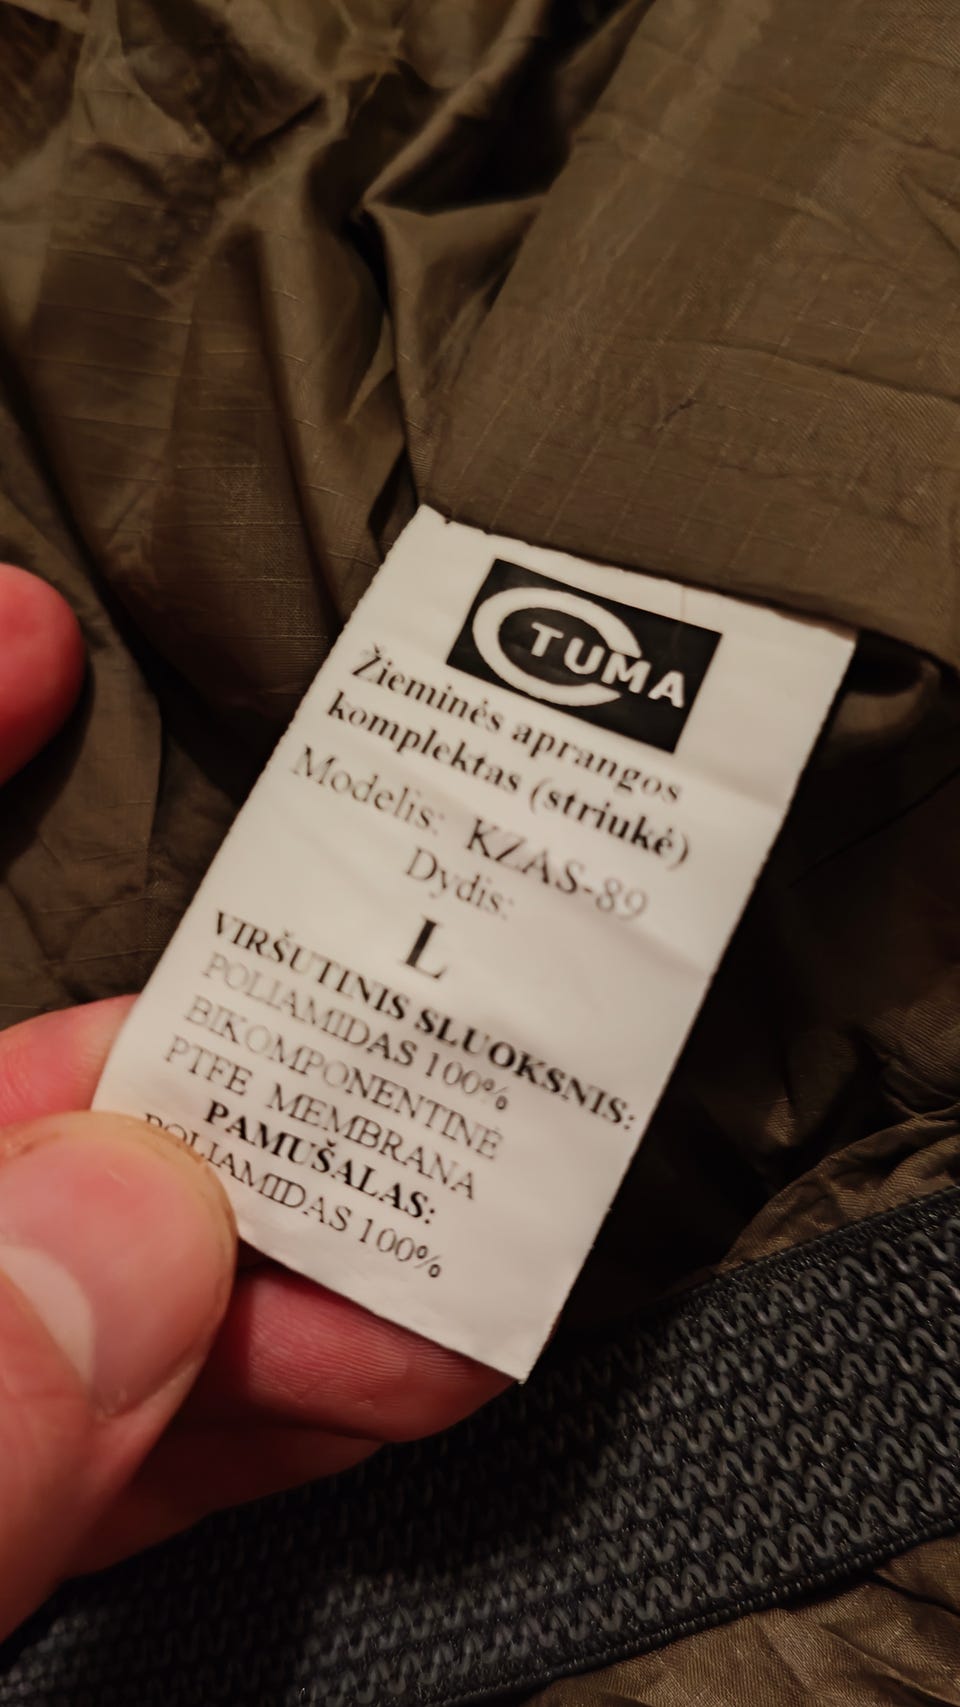 TUMA
Žieminės aprangos
komplektas (striukė)
Modelis: KZAS-89
Dydis:
L
VIRŠUTINIS SLUOKSNIS:
POLIAMIDAS 100%
BIKOMPONENTINĖ
PTFE MEMBRANA
PAMUŠALAS:
POLIAMIDAS 100%